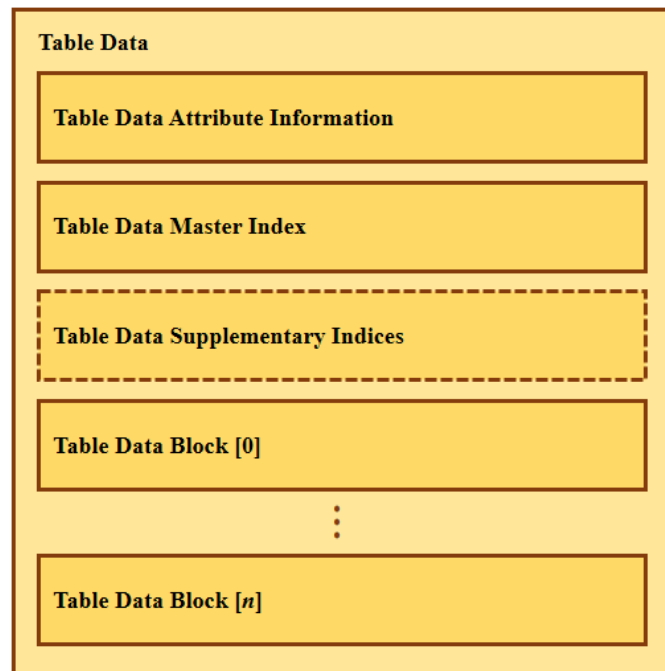 Table Data
Table Data Attribute Information
Table Data Master Index
Table Data Supplementary Indices
Table Data Block [0]
Table Data Block [n]